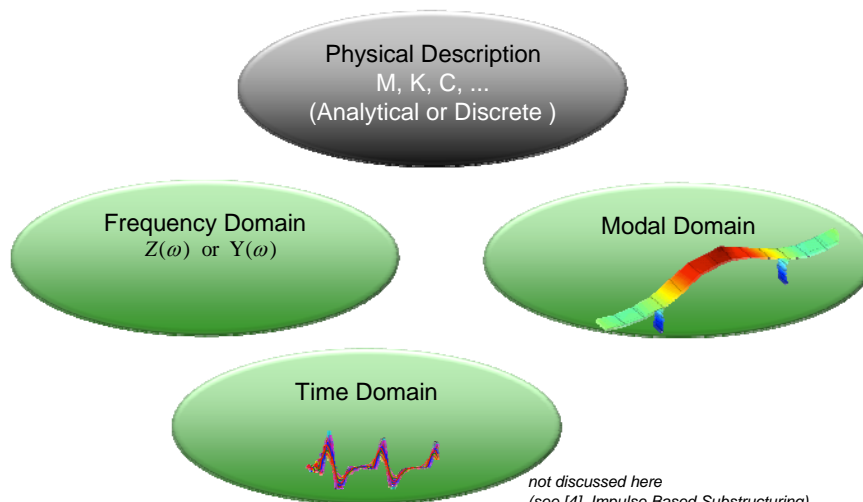 Physical Description
M, K, C, ...
(Analytical or Discrete )
Frequency Domain
Z(ω) or Y(ω)
Modal Domain
Time Domain
not discussed here
(see [4], Impulse Based Substructuring)